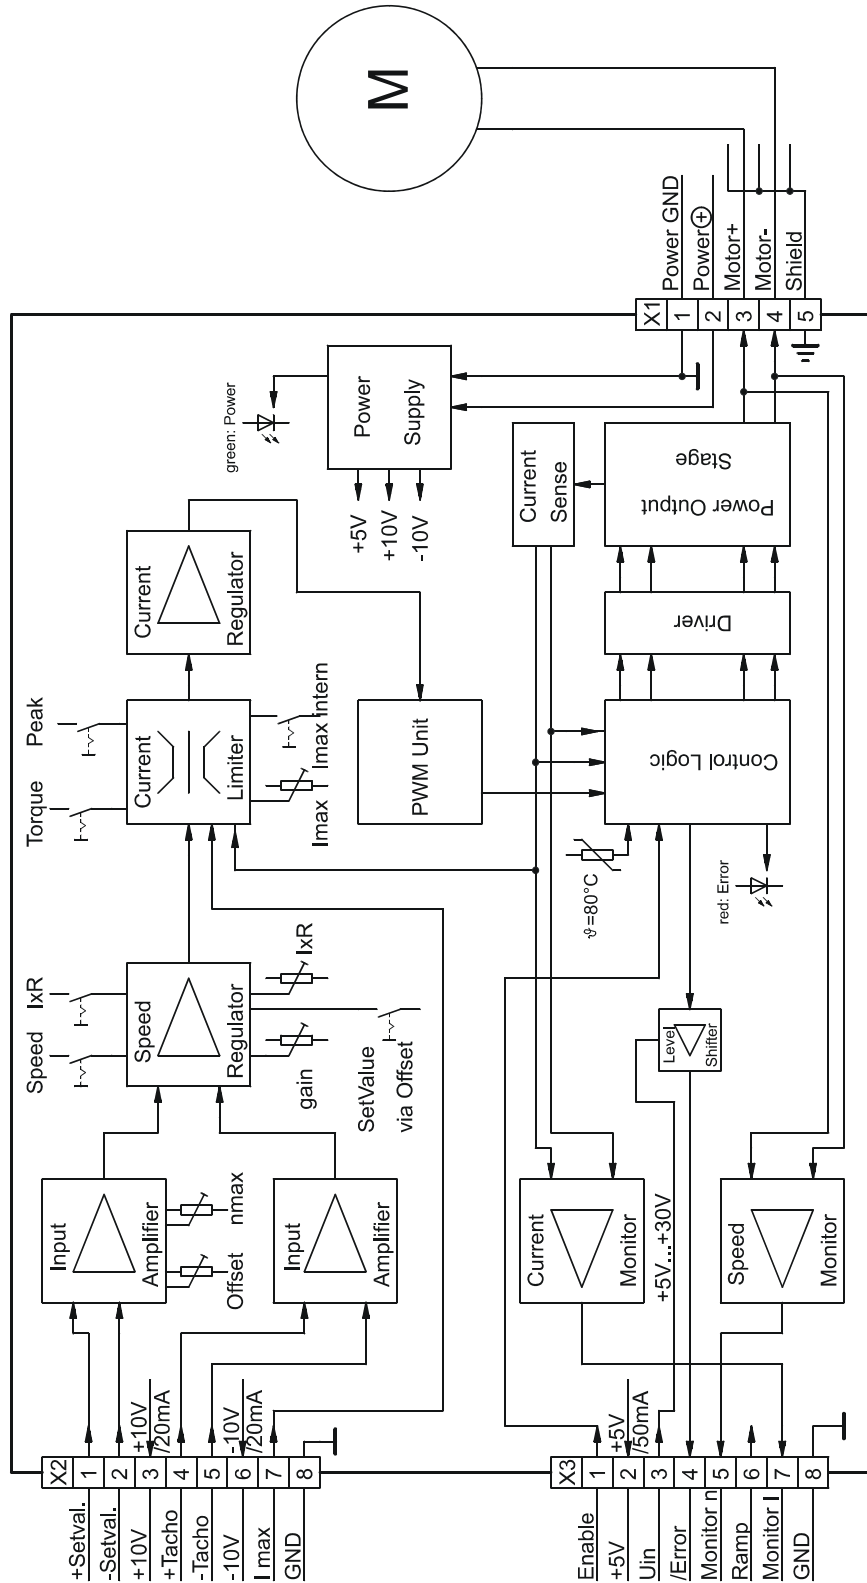 M
Power GND
Power+
Motor+
Motor-
Shield
X1
1
2
3
4
5
green: Power
Power
Supply
+5V
+10V
-10V
Current
Sense
Power Output
Stage
Driver
Control Logic
Current
Regulator
PWM Unit
Peak
Torque
Current
Limiter
Imax
Imax intern
ϑ=80°C
red: Error
IxR
Speed
Speed
Regulator
IxR
gain
SetValue
via Offset
Level
Shifter
Input
Amplifier
nmax
Offset
Input
Amplifier
Current
Monitor
+5V...+30V
Speed
Monitor
X2
1
2
3
4
5
6
7
8
+10V
/20mA
-10V
/20mA
+Setval.
-Setval.
+10V
+Tacho
-Tacho
-10V
I max
GND
X3
1
2
3
4
5
6
7
8
+5V
/50mA
Enable
+5V
Uin
/Error
Monitor n
Ramp
Monitor I
GND